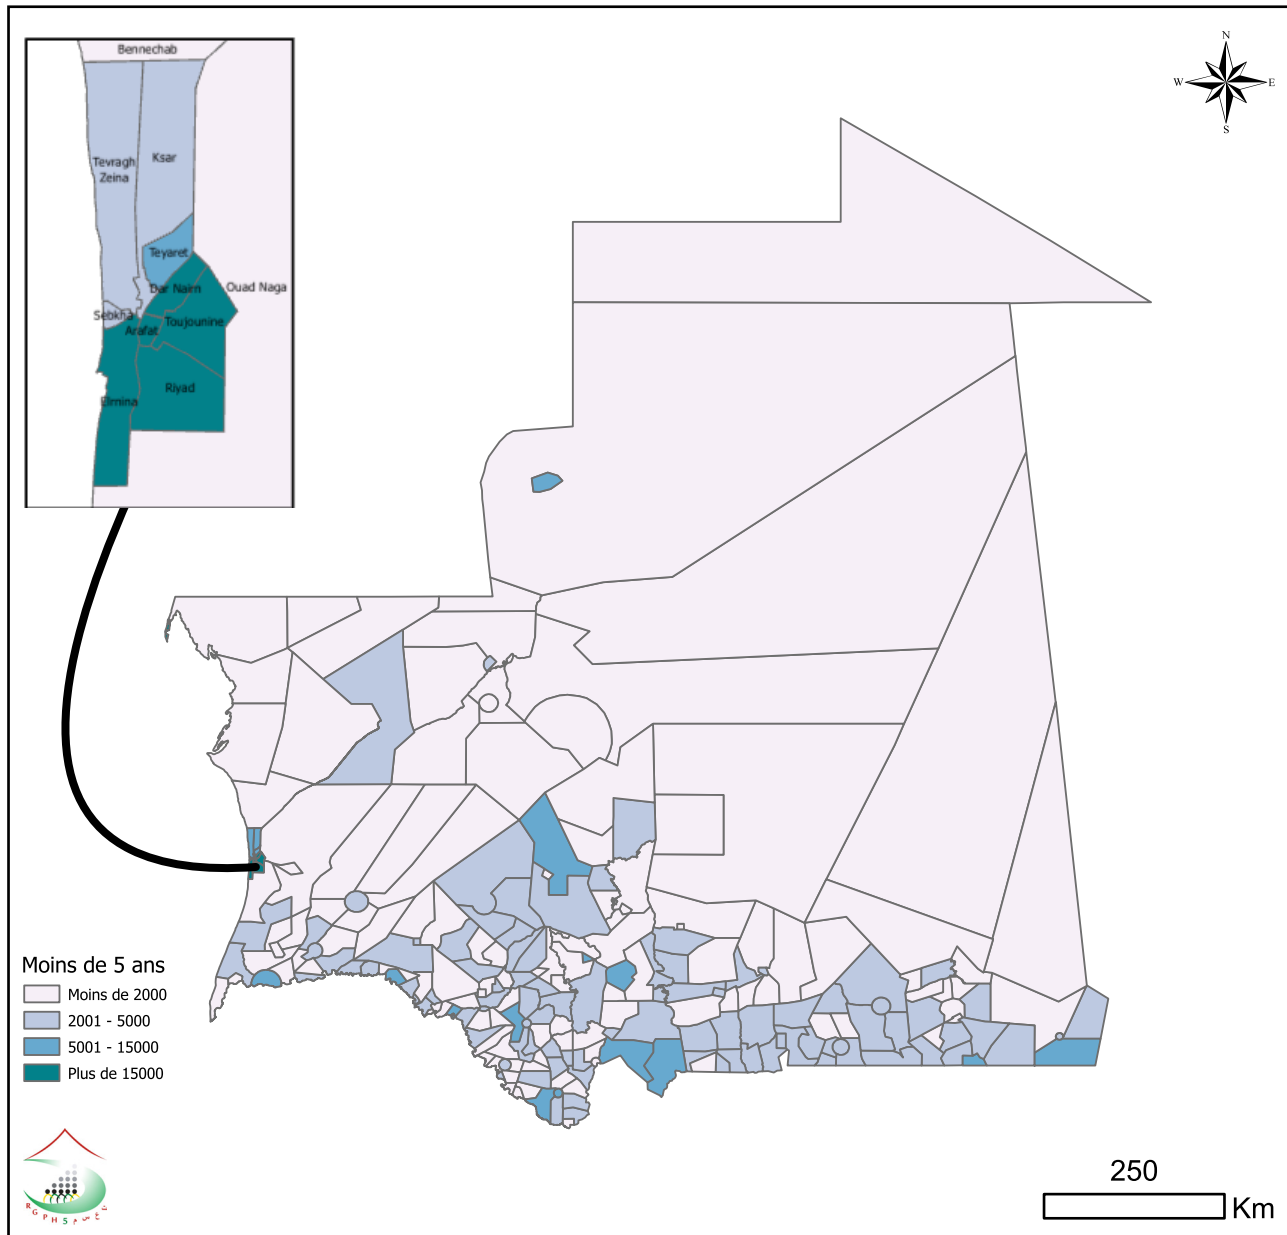 Bennechab
N
W
E
S
Tevragh
Zeina
Ksar
Teyaret
Dar Naim
Ouad Naga
Sebkha
Toujounine
Arafat
Riyad
Elmina
Moins de 5 ans
Moins de 2000
2001 - 5000
5001 - 15000
Plus de 15000
250
Km
RGPH5